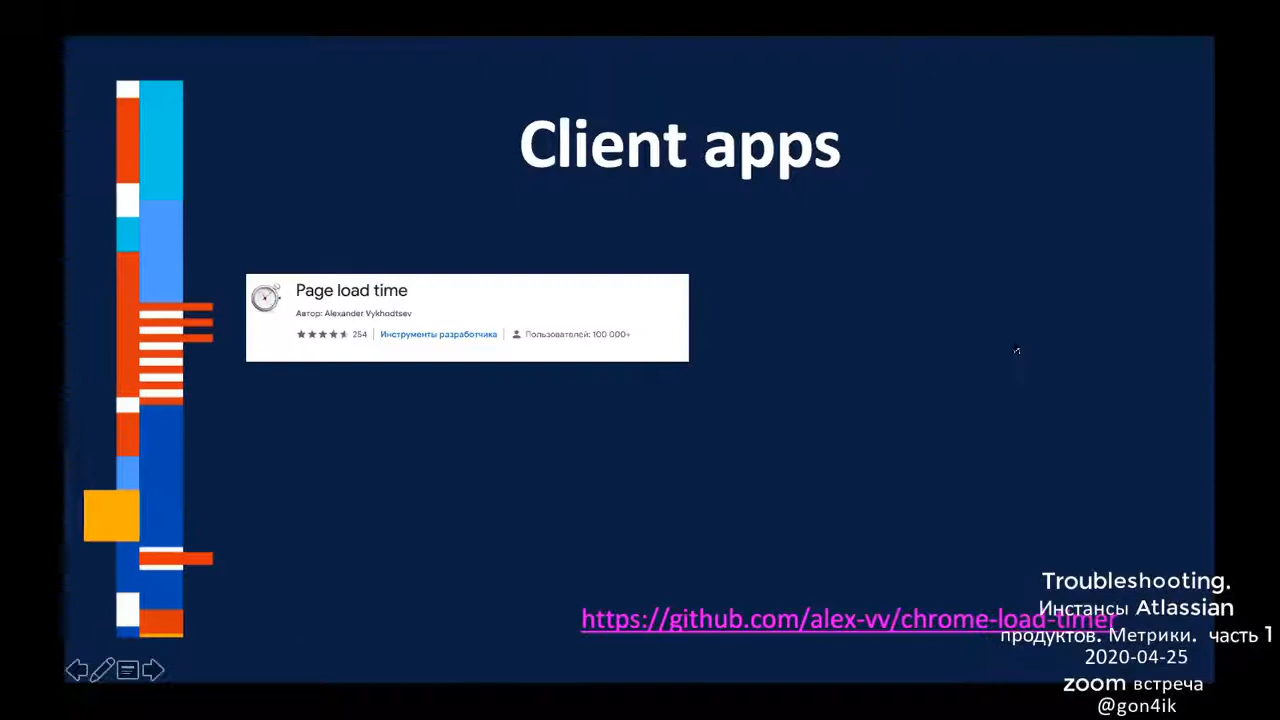 Client apps
Page load time
Автор: Alexander Vykhodtsev
254 Инструменты разработчика Пользователей: 100 000+
https://github.com/alex-vv/chrome-load-timer
Troubleshooting.
Инстансы Atlassian
продуктов. Метрики. часть 1
2020-04-25
zoom встреча
@gon4ik